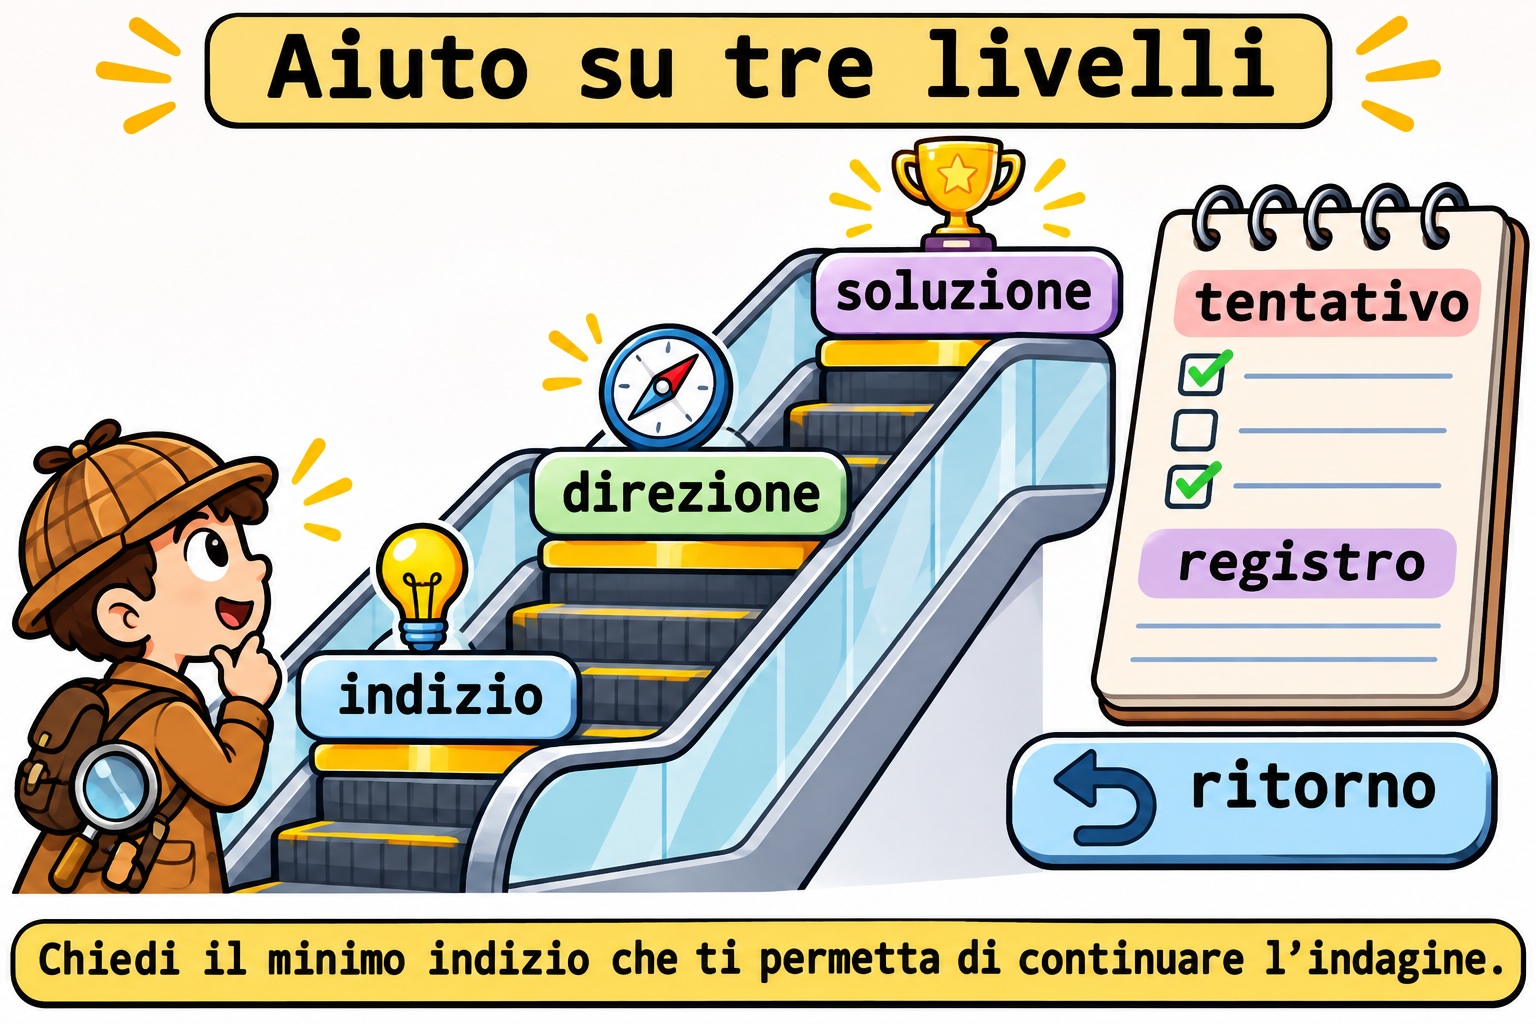 Aiuto su tre livelli
soluzione
direzione
indizio
tentativo
registro
ritorno
Chiedi il minimo indizio che ti permetta di continuare l’indagine.